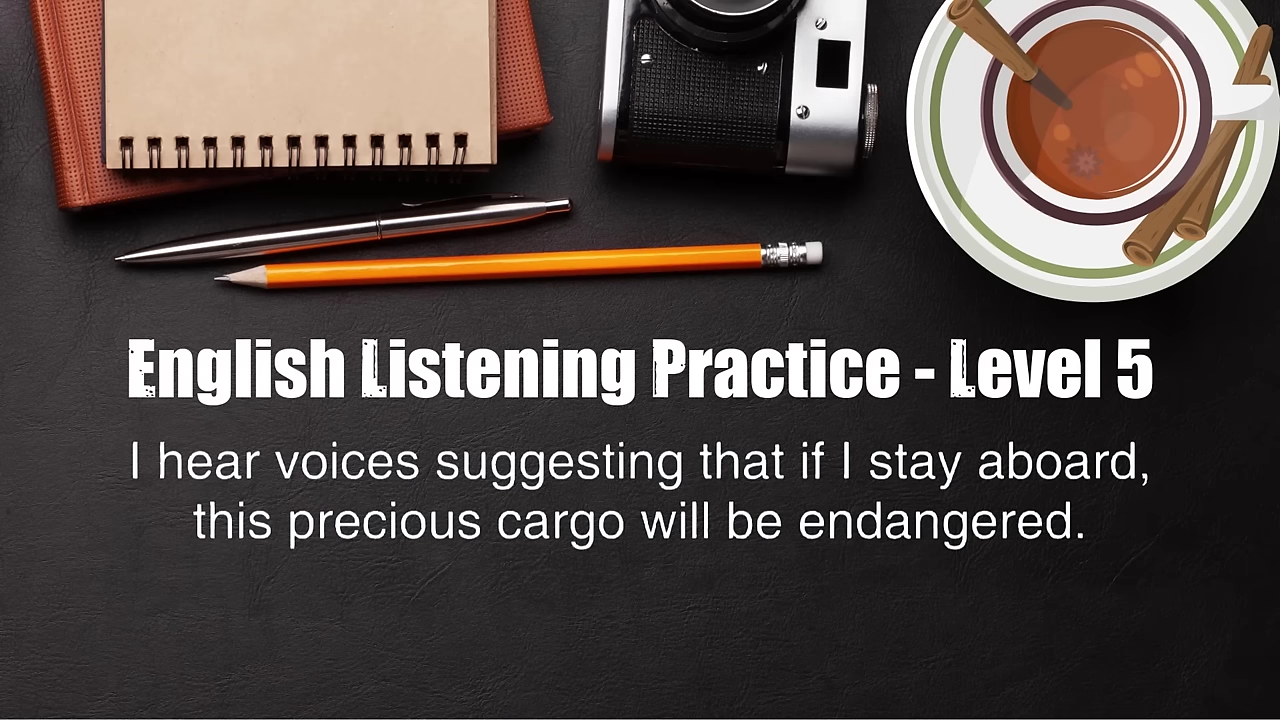 English Listening Practice - Level 5
I hear voices suggesting that if I stay aboard,
this precious cargo will be endangered.